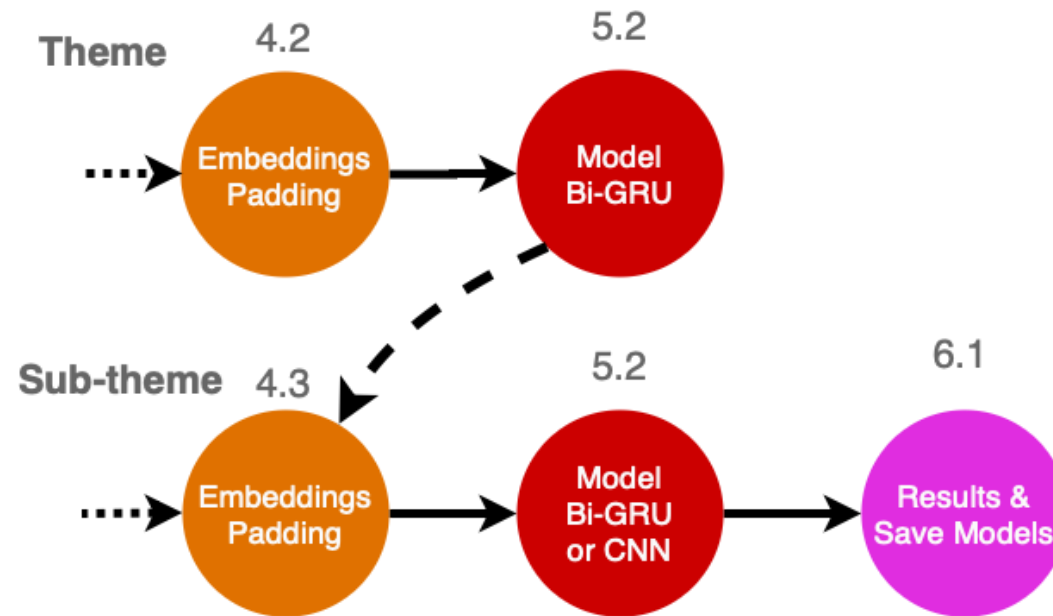 Theme
4.2
5.2
Embeddings
Padding
Model
Bi-GRU
Sub-theme
4.3
5.2
6.1
Embeddings
Padding
Model
Bi-GRU
or CNN
Results &
Save Models